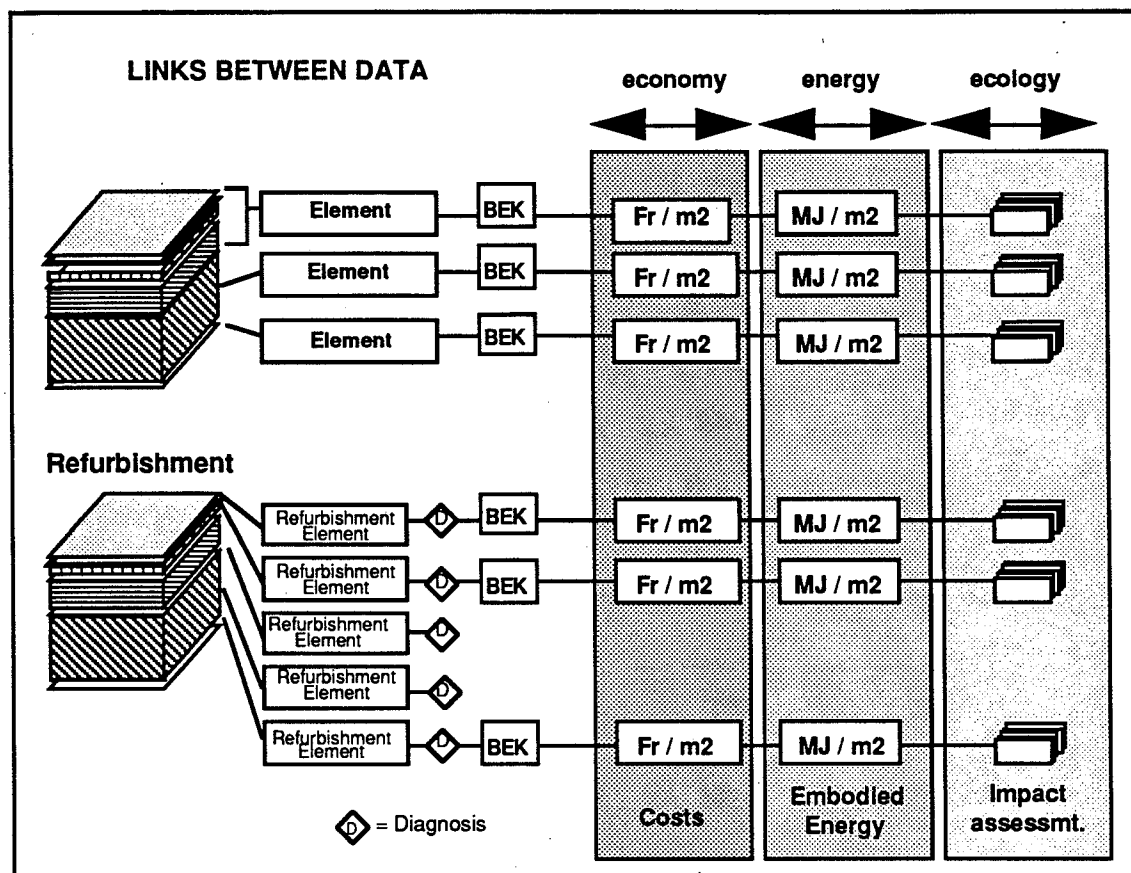 LINKS BETWEEN DATA
economy energy ecology
Element BEK Fr / m2 MJ / m2
Element BEK Fr / m2 MJ / m2
Element BEK Fr / m2 MJ / m2
Refurbishment
Refurbishment
Element
D BEK Fr / m2 MJ / m2
Refurbishment
Element
D BEK Fr / m2 MJ / m2
Refurbishment
Element
D
Refurbishment
Element
D
Refurbishment
Element
D BEK Fr / m2 MJ / m2
D = Diagnosis
Costs
Embodied
Energy
Impact
assessmt.